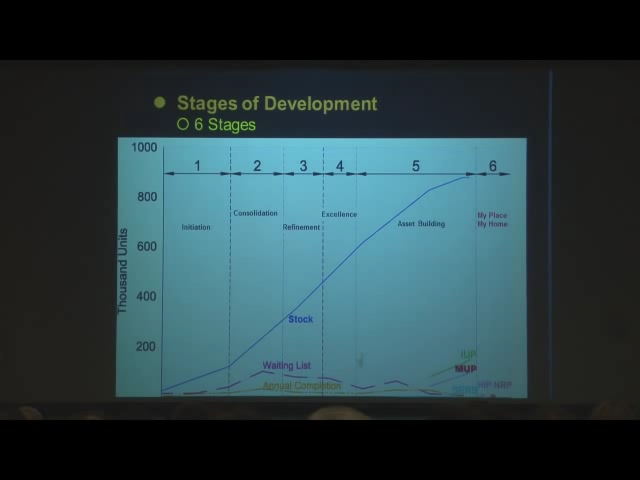 Stages of Development
6 Stages
1000
1
2
3
4
5
6
800
Consolidation
Excellence
My Place
Initiation
Refinement
Asset Building
My Home
Thousand Units
600
400
Stock
200
IUP
Waiting List
MUP
Annual Completion
HIP NRP